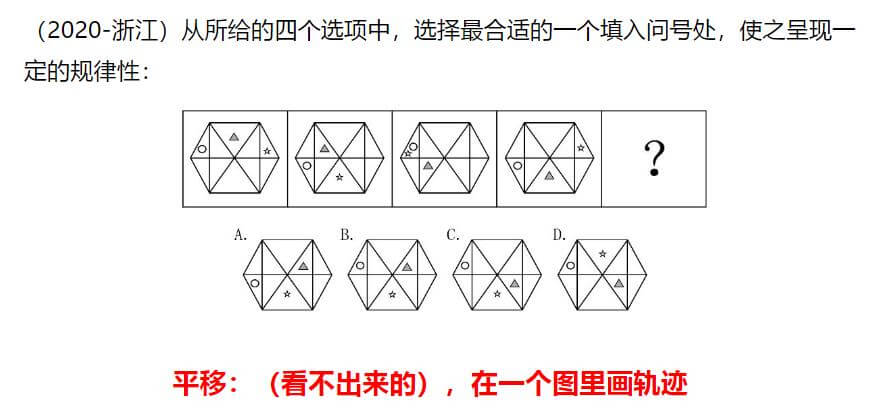 （2020-浙江）从所给的四个选项中，选择最合适的一个填入问号处，使之呈现一
定的规律性：
?
A. B. C. D.
平移：（看不出来的），在一个图里画轨迹